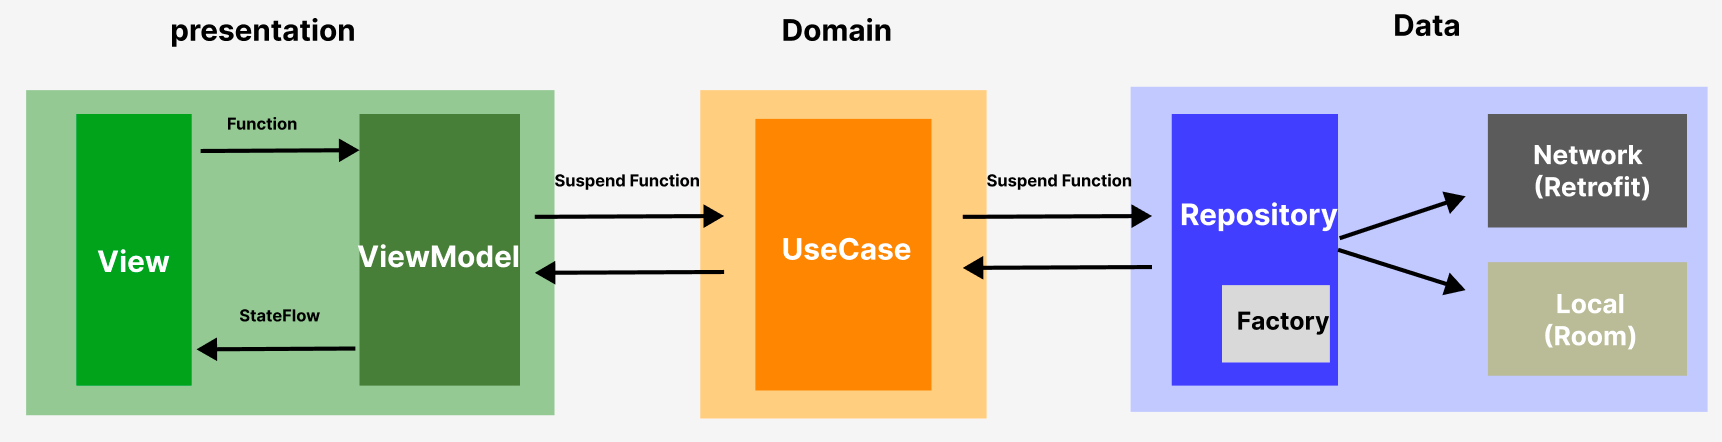 presentation
Domain
Data
Function
View
ViewModel
StateFlow
Suspend Function
UseCase
Suspend Function
Repository
Factory
Network
(Retrofit)
Local
(Room)